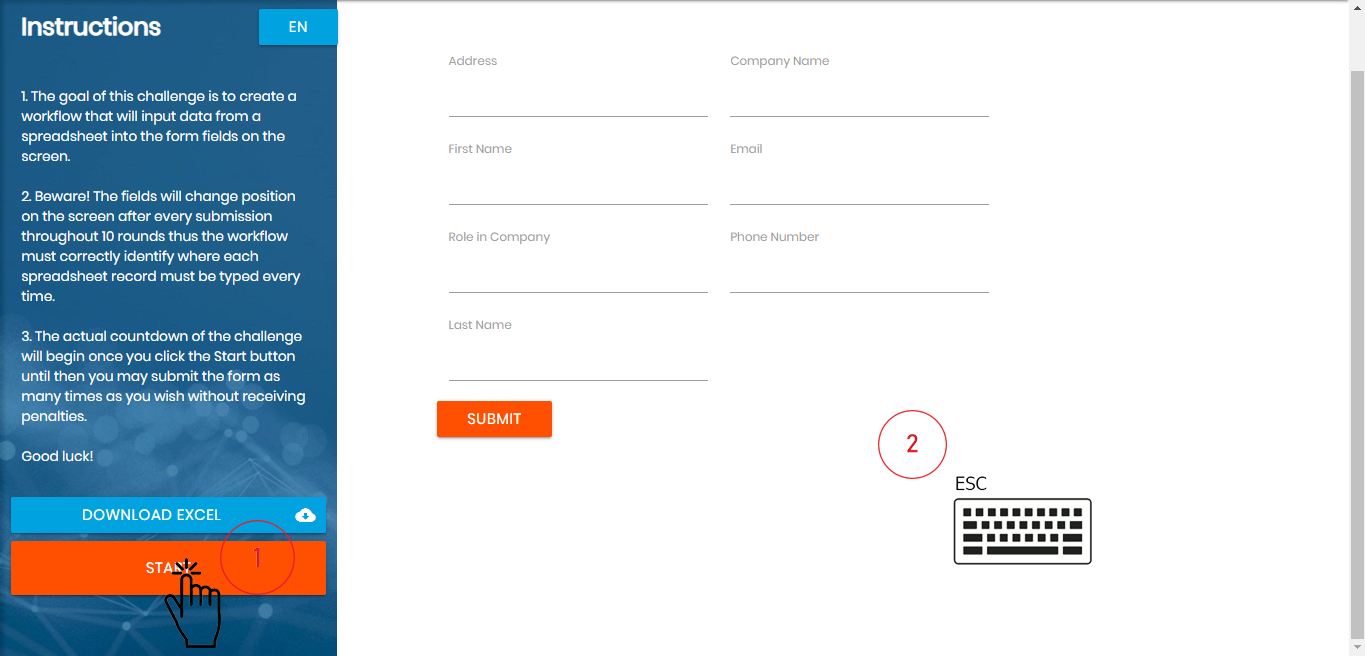 Instructions
EN
1. The goal of this challenge is to create a
workflow that will input data from a
spreadsheet into the form fields on the
screen.
2. Beware! The fields will change position
on the screen after every submission
throughout 10 rounds thus the workflow
must correctly identify where each
spreadsheet record must be typed every
time.
3. The actual countdown of the challenge
will begin once you click the Start button
until then you may submit the form as
many times as you wish without receiving
penalties.
Good luck!
DOWNLOAD EXCEL
START
1
Address
Company Name
First Name
Email
Role in Company
Phone Number
Last Name
SUBMIT
2
ESC